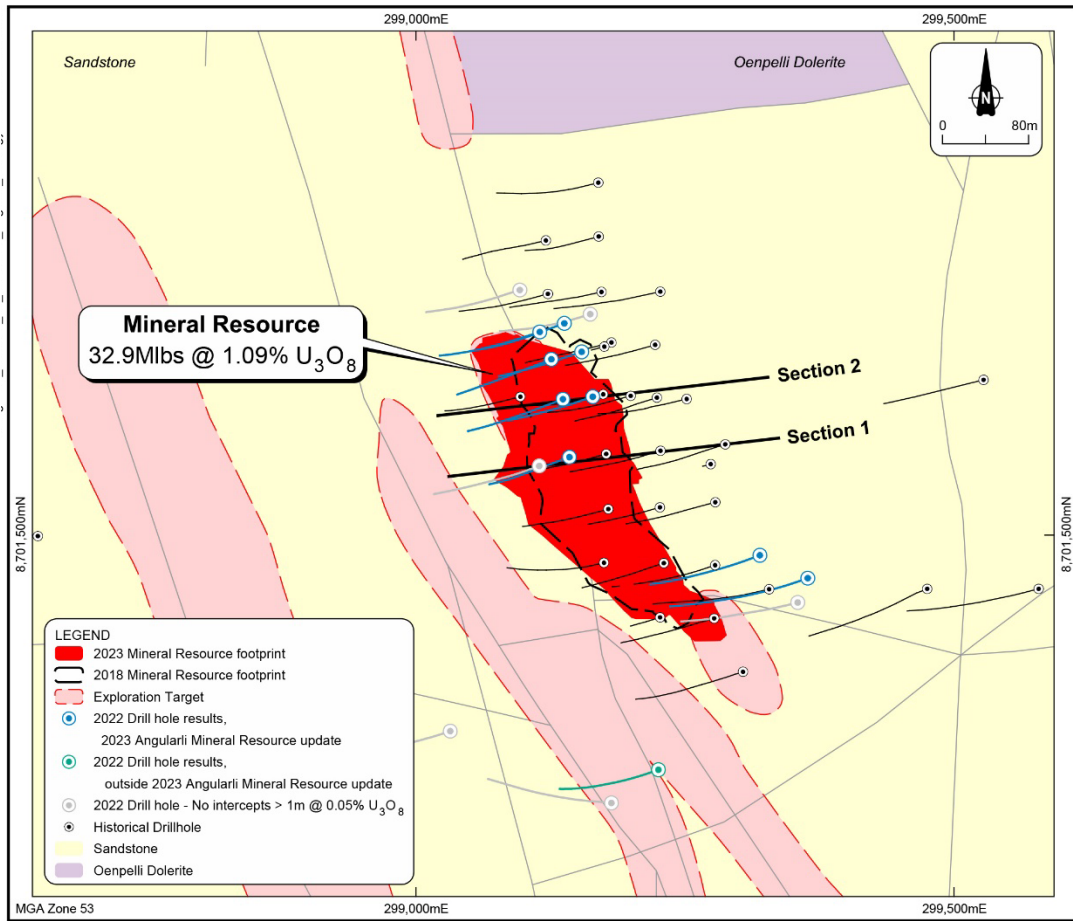 299,000mE
299,500mE
Sandstone
Oenpelli Dolerite
N
0 80m
Mineral Resource
32.9Mlbs @ 1.09% U3O8
Section 2
Section 1
8,701,500mN
8,701,500mN
LEGEND
2023 Mineral Resource footprint
2018 Mineral Resource footprint
Exploration Target
2022 Drill hole results,
2023 Angularli Mineral Resource update
2022 Drill hole results,
outside 2023 Angularli Mineral Resource update
2022 Drill hole - No intercepts > 1m @ 0.05% U3O8
Historical Drillhole
Sandstone
Oenpelli Dolerite
MGA Zone 53
299,000mE
299,500mE